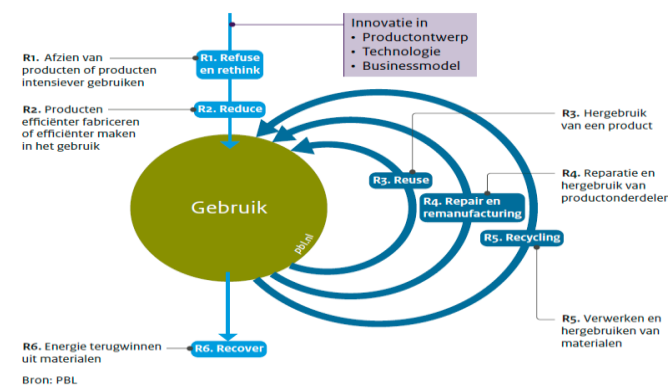 Innovatie in
• Productontwerp
• Technologie
• Businessmodel
R1. Afzien van
producten of producten
intensiever gebruiken
R1. Refuse
en rethink
R2. Producten
efficiënter fabriceren
of efficiënter maken
in het gebruik
R2. Reduce
R3. Hergebruik
van een product
R3. Reuse
R4. Reparatie en
hergebruik van
productonderdelen
R4. Repair en
remanufacturing
Gebruik
pbl.nl
R5. Recycling
R5. Verwerken en
hergebruiken van
materialen
R6. Energie terugwinnen
uit materialen
R6. Recover
Bron: PBL